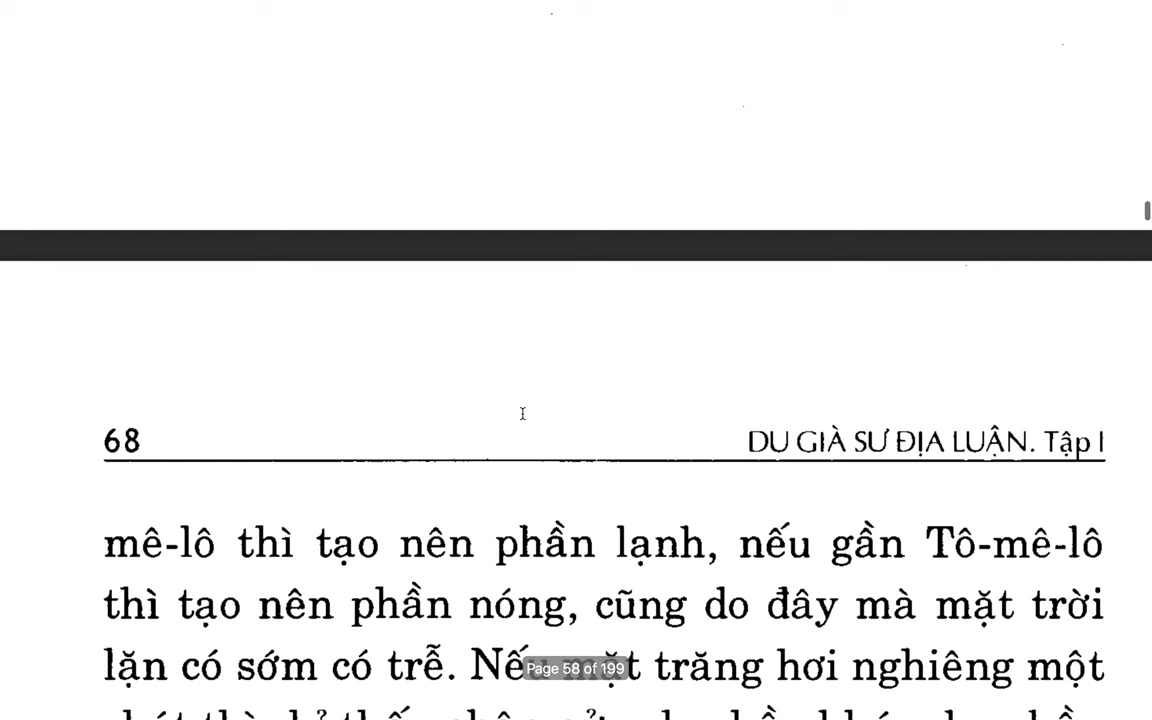 68 DU GIÀ SƯ ĐỊA LUẬN. Tập I
mê-lô thì tạo nên phần lạnh, nếu gần Tô-mê-lô
thì tạo nên phần nóng, cũng do đây mà mặt trời
lặn có sớm có trễ. Nếu mặt trăng hơi nghiêng một
Page 58 of 199